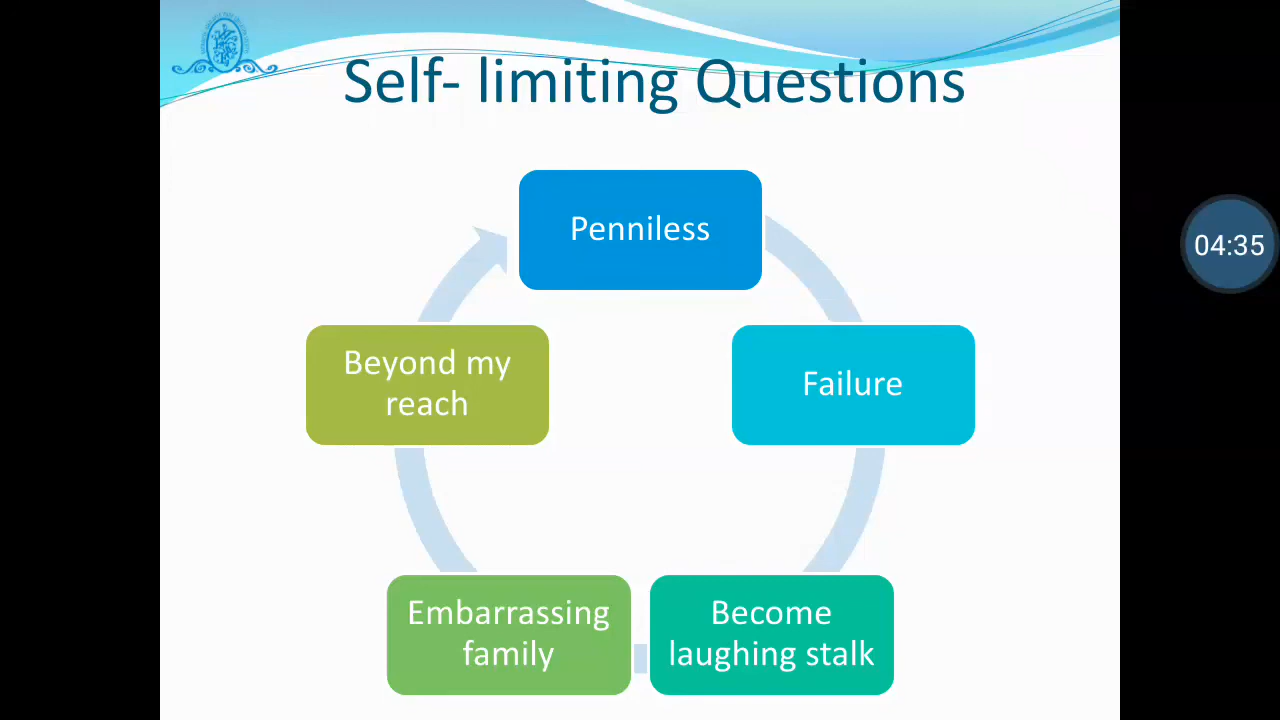 Self- limiting Questions
Penniless
04:35
Beyond my
reach
Failure
Embarrassing
family
Become
laughing stalk